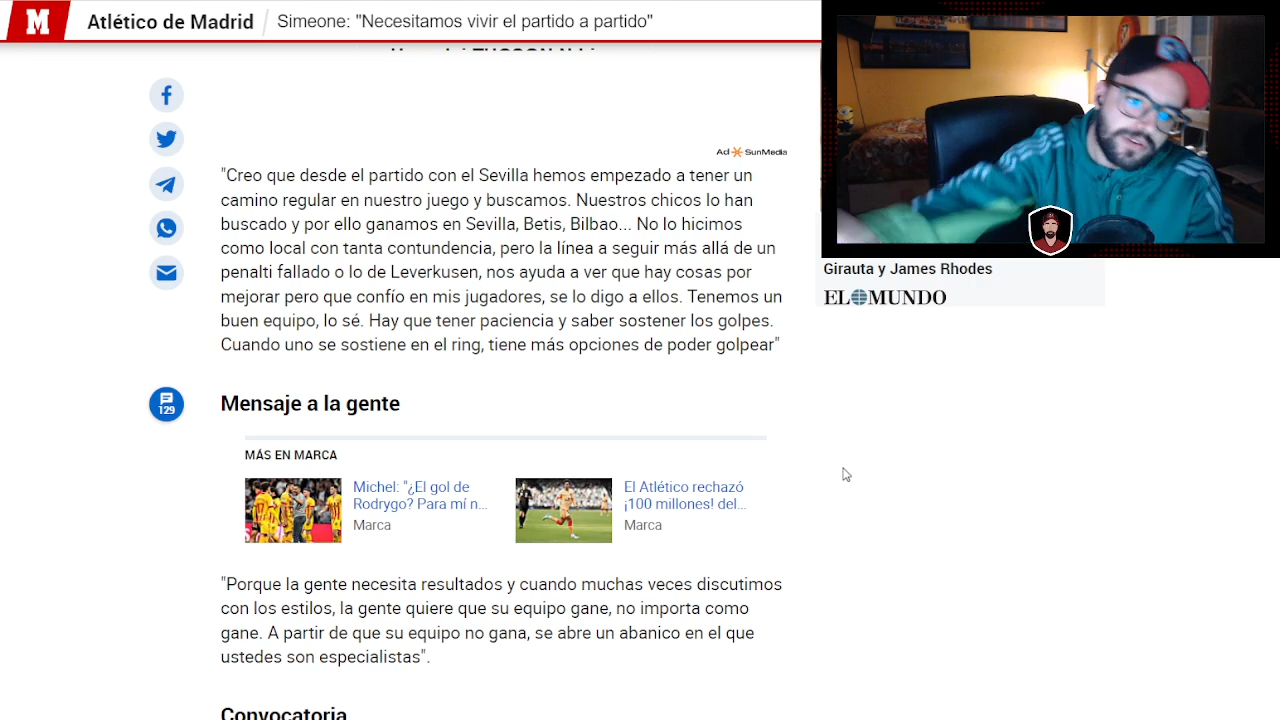 Atlético de Madrid
Simeone: "Necesitamos vivir el partido a partido"
Ad SunMedia
"Creo que desde el partido con el Sevilla hemos empezado a tener un
camino regular en nuestro juego y buscamos. Nuestros chicos lo han
buscado y por ello ganamos en Sevilla, Betis, Bilbao... No lo hicimos
como local con tanta contundencia, pero la línea a seguir más allá de un
penalti fallado o lo de Leverkusen, nos ayuda a ver que hay cosas por
mejorar pero que confío en mis jugadores, se lo digo a ellos. Tenemos un
buen equipo, lo sé. Hay que tener paciencia y saber sostener los golpes.
Cuando uno se sostiene en el ring, tiene más opciones de poder golpear"
Girauta y James Rhodes
EL MUNDO
129
Mensaje a la gente
MÁS EN MARCA
Michel: "¿El gol de
Rodrygo? Para mí n...
Marca
El Atlético rechazó
¡100 millones! del...
Marca
"Porque la gente necesita resultados y cuando muchas veces discutimos
con los estilos, la gente quiere que su equipo gane, no importa como
gane. A partir de que su equipo no gana, se abre un abanico en el que
ustedes son especialistas".
Convocatoria